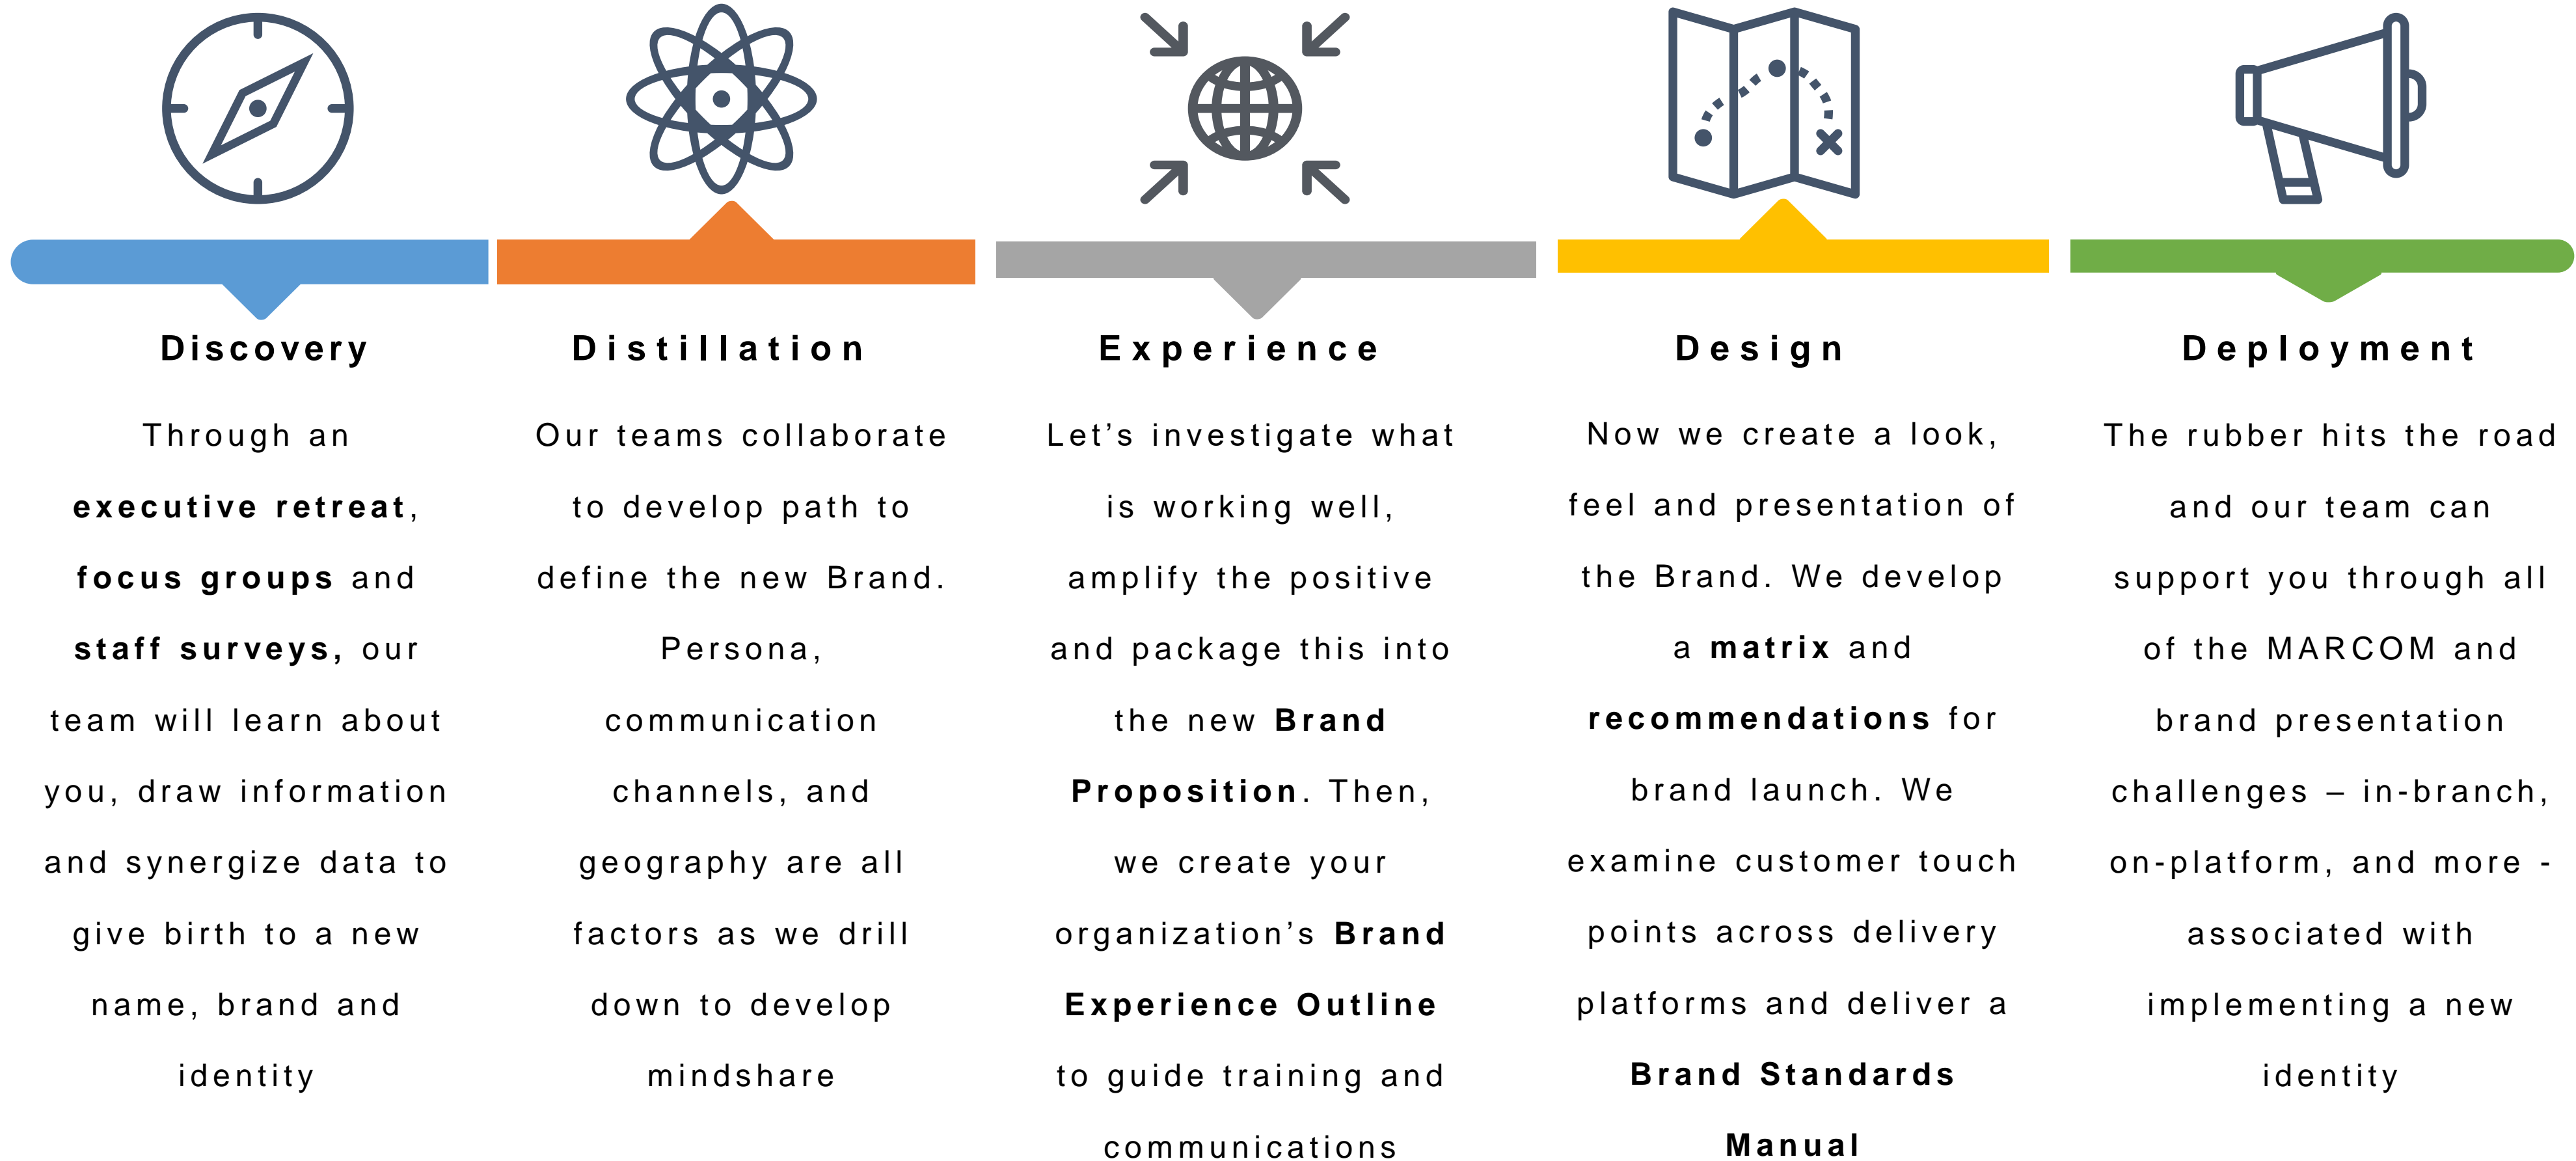 Discovery
Through an
executive retreat,
focus groups and
staff surveys, our
team will learn about
you, draw information
and synergize data to
give birth to a new
name, brand and
identity
Distillation
Our teams collaborate
to develop path to
define the new Brand.
Persona,
communication
channels, and
geography are all
factors as we drill
down to develop
mindshare
Experience
Let’s investigate what
is working well,
amplify the positive
and package this into
the new Brand
Proposition. Then,
we create your
organization’s Brand
Experience Outline
to guide training and
communications
Design
Now we create a look,
feel and presentation of
the Brand. We develop
a matrix and
recommendations for
brand launch. We
examine customer touch
points across delivery
platforms and deliver a
Brand Standards
Manual
Deployment
The rubber hits the road
and our team can
support you through all
of the MARCOM and
brand presentation
challenges – in-branch,
on-platform, and more -
associated with
implementing a new
identity